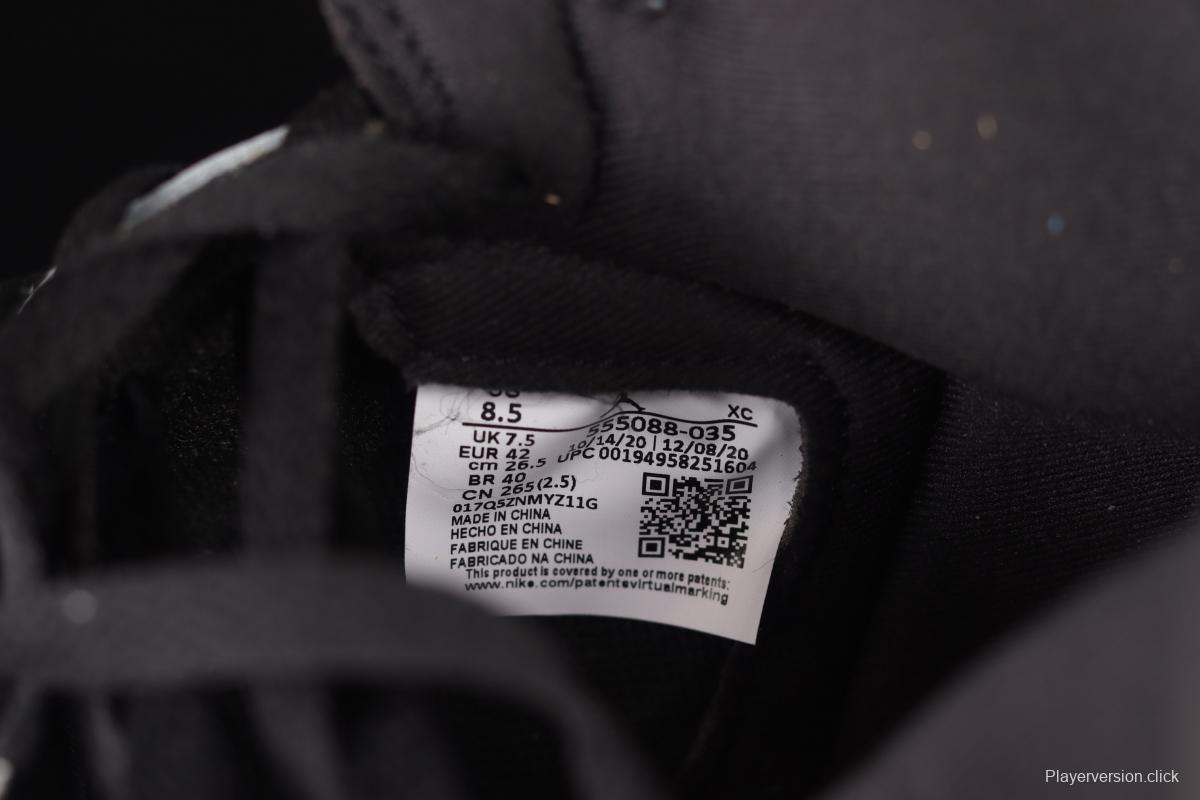 US
8.5
XC
UK 7.5
EUR 42
cm 26.5
BR 40
CN 265(2.5)
555088-035
10/14/20 | 12/08/20
UPC 00194958251604
017Q5ZNMYZ11G
MADE IN CHINA
HECHO EN CHINA
FABRIQUE EN CHINE
FABRICADO NA CHINA
This product is covered by one or more patents:
www.nike.com/patentsvirtualmarking
Playerversion.click